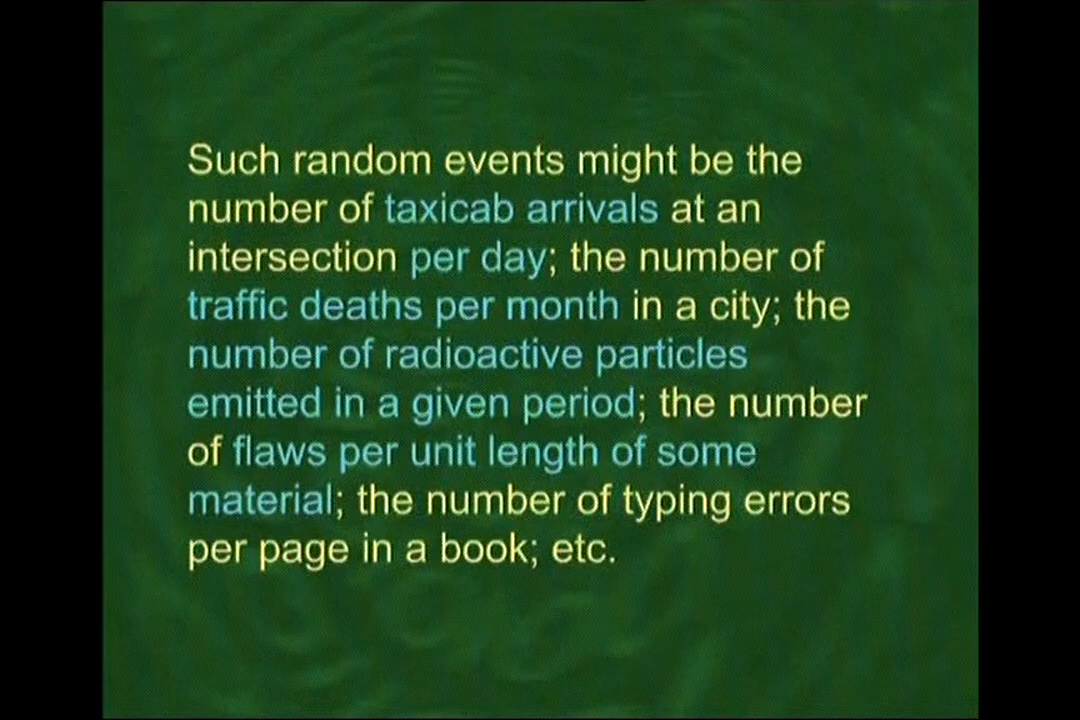 Such random events might be the
number of taxicab arrivals at an
intersection per day; the number of
traffic deaths per month in a city; the
number of radioactive particles
emitted in a given period; the number
of flaws per unit length of some
material; the number of typing errors
per page in a book; etc.